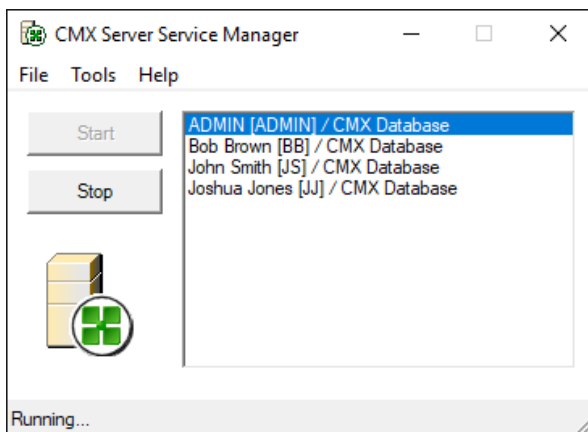 CMX Server Service Manager
File Tools Help
Start
Stop
ADMIN [ADMIN] / CMX Database
Bob Brown [BB] / CMX Database
John Smith [JS] / CMX Database
Joshua Jones [JJ] / CMX Database
Running...